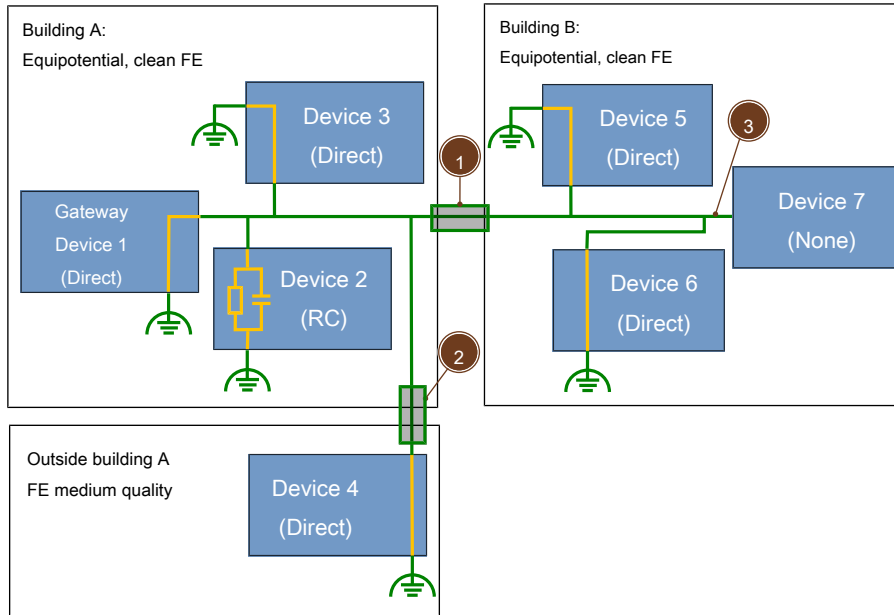 Building A:
Equipotential, clean FE
Device 3
(Direct)
Gateway
Device 1
(Direct)
Device 2
(RC)
1
2
Building B:
Equipotential, clean FE
Device 5
(Direct)
3
Device 7
(None)
Device 6
(Direct)
Outside building A
FE medium quality
Device 4
(Direct)